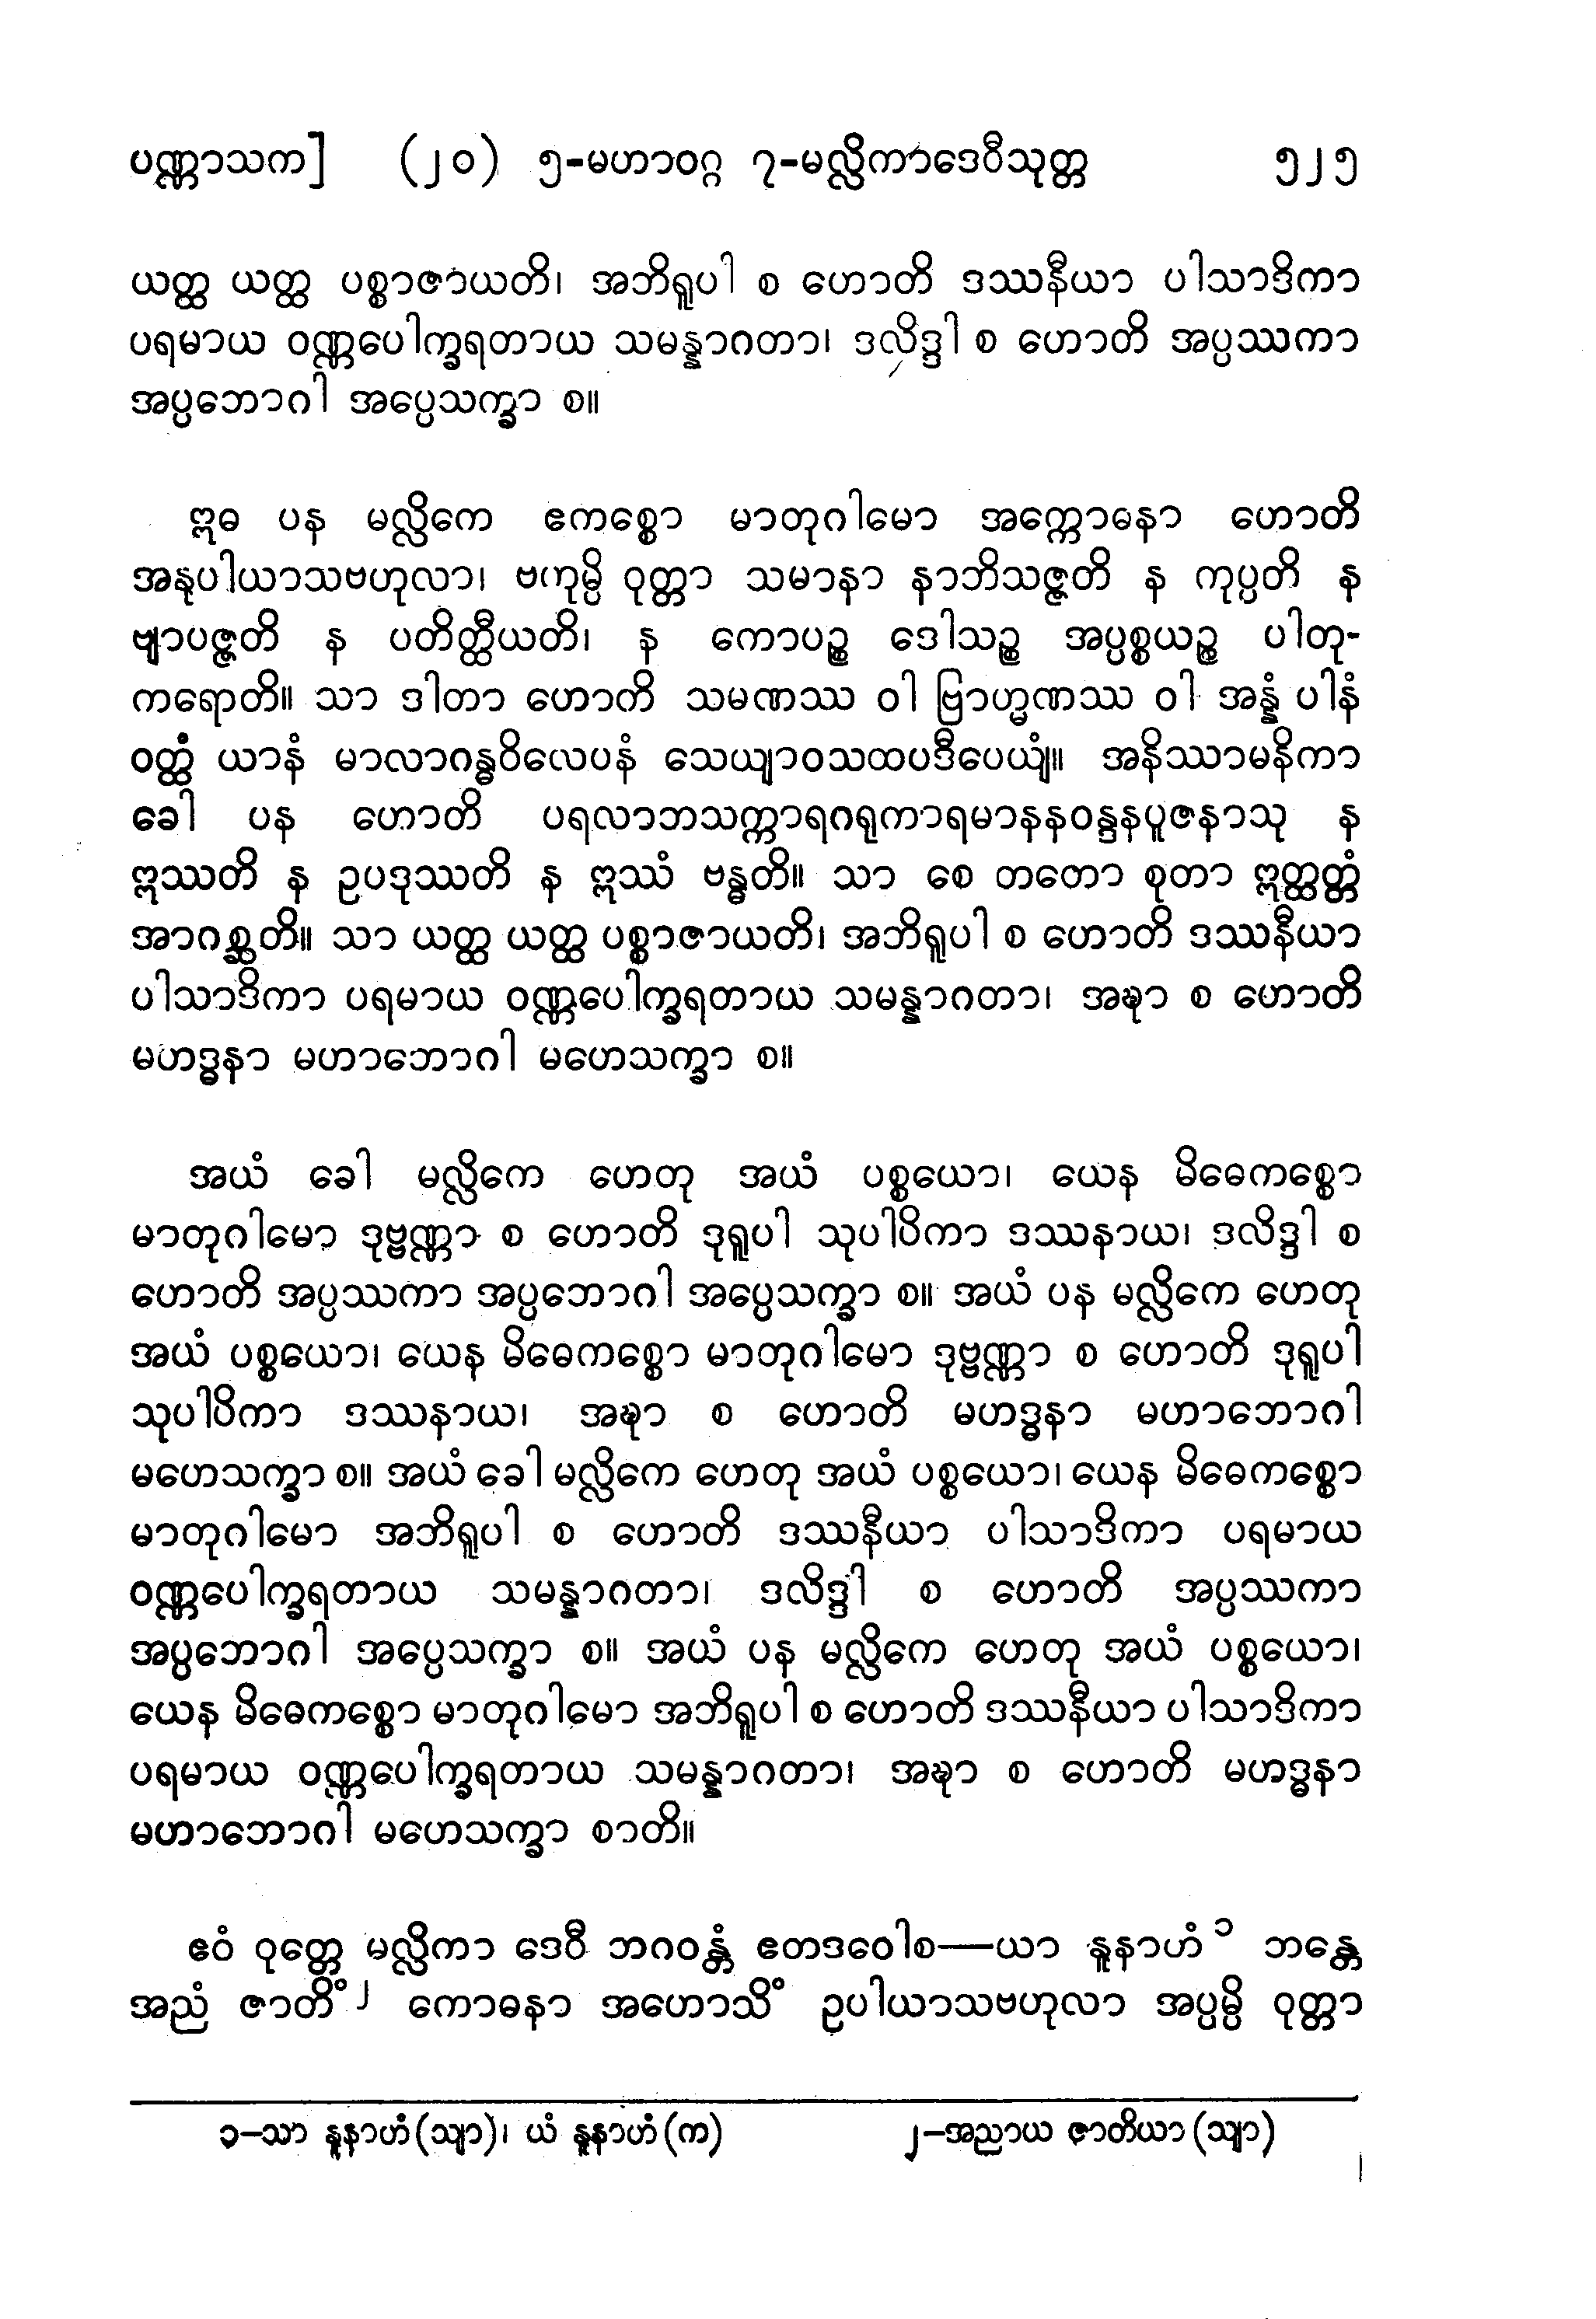 ပဏ္ဏာသက] (၂၀) ၅-မဟာဝဂ္ဂ ၇-မလ္လိကာဒေဝီသုတ္တ ၅၂၅
ယတ္ထ ယတ္ထ ပစ္စာဇာယတိ၊ အဘိရူပါ စ ဟောတိ ဒဿနီယာ ပါသာဒိကာ
ပရမာယ ဝဏ္ဏပေါက္ခရတာယ သမန္နာဂတာ၊ ဒလိဒ္ဒါ စ ဟောတိ အပ္ပဿကာ
အပ္ပဘောဂါ အပ္ပေသက္ခာ စ။
ဣဓ ပန မလ္လိကေ ဧကစ္စော မာတုဂါမော အက္ကောဓနာ ဟောတိ
အနုပါယာသဗဟုလာ၊ ဗဟုမ္ပိ ဝုတ္တာ သမာနာ နာဘိသဇ္ဇတိ န ကုပ္ပတိ န
ဗျာပဇ္ဇတိ န ပတိတ္ထီယတိ၊ န ကောပဉ္စ ဒေါသဉ္စ အပ္ပစ္စယဉ္စ ပါတု-
ကရောတိ။ သာ ဒါတာ ဟောတိ သမဏဿ ဝါ ဗြာဟ္မဏဿ ဝါ အန္နံ ပါနံ
ဝတ္ထံ ယာနံ မာလာဂန္ဓဝိလေပနံ သေယျာဝသထပဒီပေယျံ။ အနိဿာမနိကာ
ခေါ ပန ဟောတိ ပရလာဘသက္ကာရဂရုကာရမာနနဝန္ဒနပူဇနာသု န
ဣဿတိ န ဥပဒုဿတိ န ဣဿံ ဗန္ဓတိ။ သာ စေ တတော စုတာ ဣတ္ထတ္တံ
အာဂစ္ဆတိ။ သာ ယတ္ထ ယတ္ထ ပစ္စာဇာယတိ၊ အဘိရူပါ စ ဟောတိ ဒဿနီယာ
ပါသာဒိကာ ပရမာယ ဝဏ္ဏပေါက္ခရတာယ သမန္နာဂတာ၊ အဍ္ဎာ စ ဟောတိ
မဟဒ္ဓနာ မဟာဘောဂါ မဟေသက္ခာ စ။
အယံ ခေါ မလ္လိကေ ဟေတု အယံ ပစ္စယော၊ ယေန မိဓေကစ္စော
မာတုဂါမော ဒုဗ္ဗဏ္ဏာ စ ဟောတိ ဒုရူပါ သုပါပိကာ ဒဿနာယ၊ ဒလိဒ္ဒါ စ
ဟောတိ အပ္ပဿကာ အပ္ပဘောဂါ အပ္ပေသက္ခာ စ။ အယံ ပန မလ္လိကေ ဟေတု
အယံ ပစ္စယော၊ ယေန မိဓေကစ္စော မာတုဂါမော ဒုဗ္ဗဏ္ဏာ စ ဟောတိ ဒုရူပါ
သုပါပိကာ ဒဿနာယ၊ အဍ္ဎာ စ ဟောတိ မဟဒ္ဓနာ မဟာဘောဂါ
မဟေသက္ခာ စ။ အယံ ခေါ မလ္လိကေ ဟေတု အယံ ပစ္စယော၊ ယေန မိဓေကစ္စော
မာတုဂါမော အဘိရူပါ စ ဟောတိ ဒဿနီယာ ပါသာဒိကာ ပရမာယ
ဝဏ္ဏပေါက္ခရတာယ သမန္နာဂတာ၊ ဒလိဒ္ဒါ စ ဟောတိ အပ္ပဿကာ
အပ္ပဘောဂါ အပ္ပေသက္ခာ စ။ အယံ ပန မလ္လိကေ ဟေတု အယံ ပစ္စယော၊
ယေန မိဓေကစ္စော မာတုဂါမော အဘိရူပါ စ ဟောတိ ဒဿနီယာ ပါသာဒိကာ
ပရမာယ ဝဏ္ဏပေါက္ခရတာယ သမန္နာဂတာ၊ အဍ္ဎာ စ ဟောတိ မဟဒ္ဓနာ
မဟာဘောဂါ မဟေသက္ခာ စာတိ။
ဧဝံ ဝုတ္တေ မလ္လိကာ ဒေဝီ ဘဂဝန္တံ ဧတဒဝေါစ—ယာ နူနာဟံ ၁ ဘန္တေ
အညံ ဇာတိံ ၂ ကောဓနာ အဟောသိံ ဥပါယာသဗဟုလာ အပ္ပမ္ပိ ဝုတ္တာ
၁-သာ နူနာဟံ (သျာ)၊ ယံ နူနာဟံ (က) ၂-အညာယ ဇာတိယာ (သျာ)